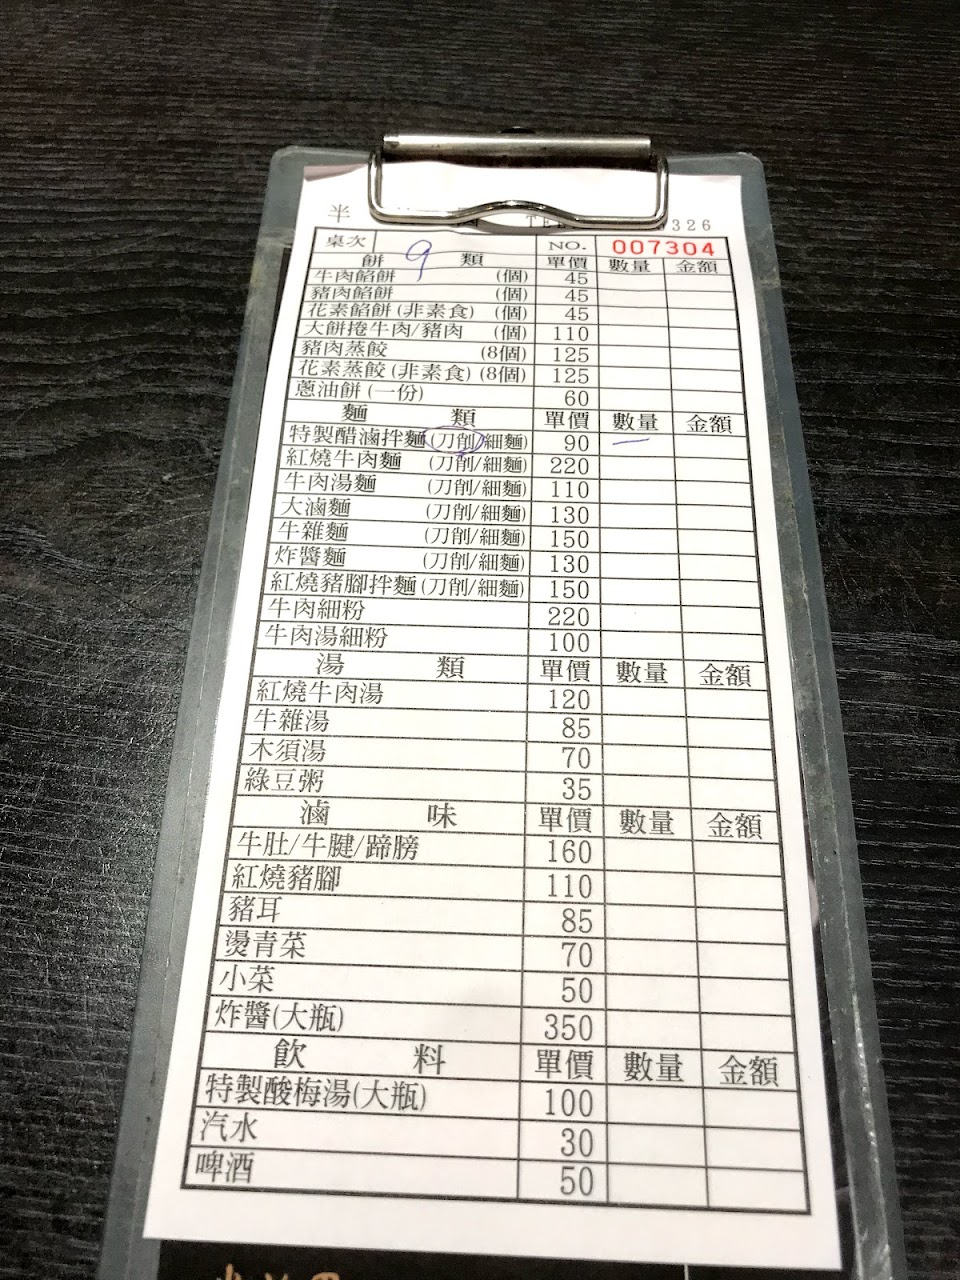 半 TEL 326
桌次 9 NO. 007304
餅類 單價 數量 金額
牛肉餡餅 (個) 45
豬肉餡餅 (個) 45
花素餡餅(非素食) (個) 45
大餅捲牛肉/豬肉 (個) 110
豬肉蒸餃 (8個) 125
花素蒸餃(非素食) (8個) 125
蔥油餅(一份) 60
麵類 單價 數量 金額
特製醋滷拌麵(刀削/細麵) 90 一
紅燒牛肉麵 (刀削/細麵) 220
牛肉湯麵 (刀削/細麵) 110
大滷麵 (刀削/細麵) 130
牛雜麵 (刀削/細麵) 150
炸醬麵 (刀削/細麵) 130
紅燒豬腳拌麵(刀削/細麵) 150
牛肉細粉 220
牛肉湯細粉 100
湯類 單價 數量 金額
紅燒牛肉湯 120
牛雜湯 85
木須湯 70
綠豆粥 35
滷味 單價 數量 金額
牛肚/牛腱/蹄膀 160
紅燒豬腳 110
豬耳 85
燙青菜 70
小菜 50
炸醬(大瓶) 350
飲料 單價 數量 金額
特製酸梅湯(大瓶) 100
汽水 30
啤酒 50